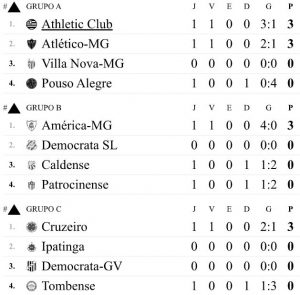 # GRUPO A J V E D G P
1. Athletic Club 1 1 0 0 3:1 3
2. Atlético-MG 1 1 0 0 2:1 3
3. Villa Nova-MG 0 0 0 0 0:0 0
4. Pouso Alegre 1 0 0 1 0:4 0
# GRUPO B J V E D G P
1. América-MG 1 1 0 0 4:0 3
2. Democrata SL 0 0 0 0 0:0 0
3. Caldense 1 0 0 1 1:2 0
4. Patrocinense 1 0 0 1 1:2 0
# GRUPO C J V E D G P
1. Cruzeiro 1 1 0 0 2:1 3
2. Ipatinga 0 0 0 0 0:0 0
3. Democrata-GV 0 0 0 0 0:0 0
4. Tombense 1 0 0 1 1:3 0